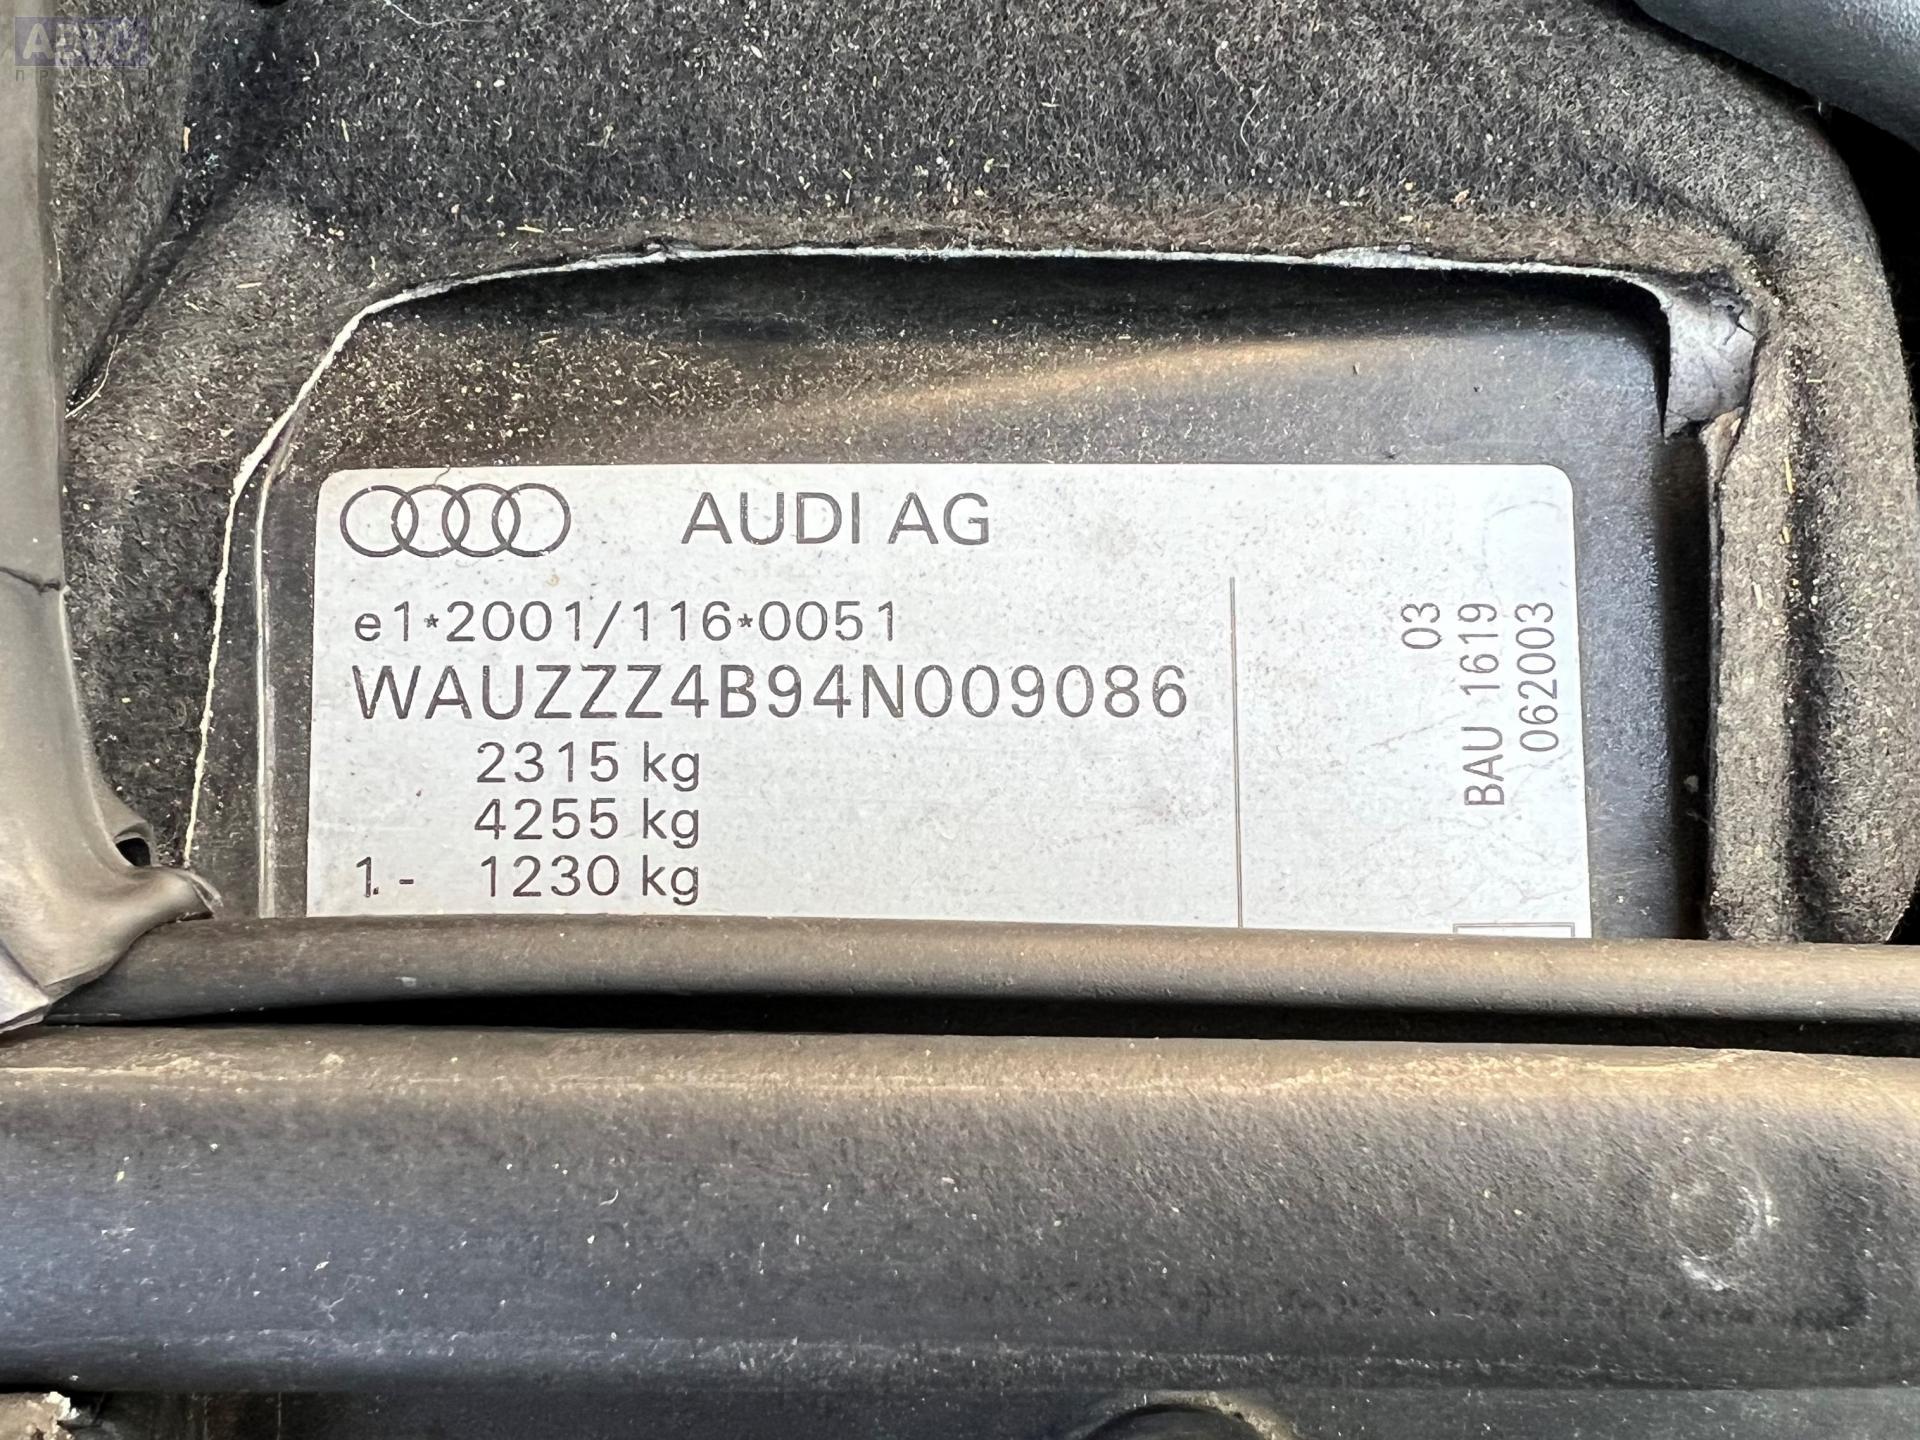 AUDI AG
e1*2001/116*0051
WAUZZZ4B94N009086
2315 kg
4255 kg
1.- 1230 kg
03
BAU 1619
062003